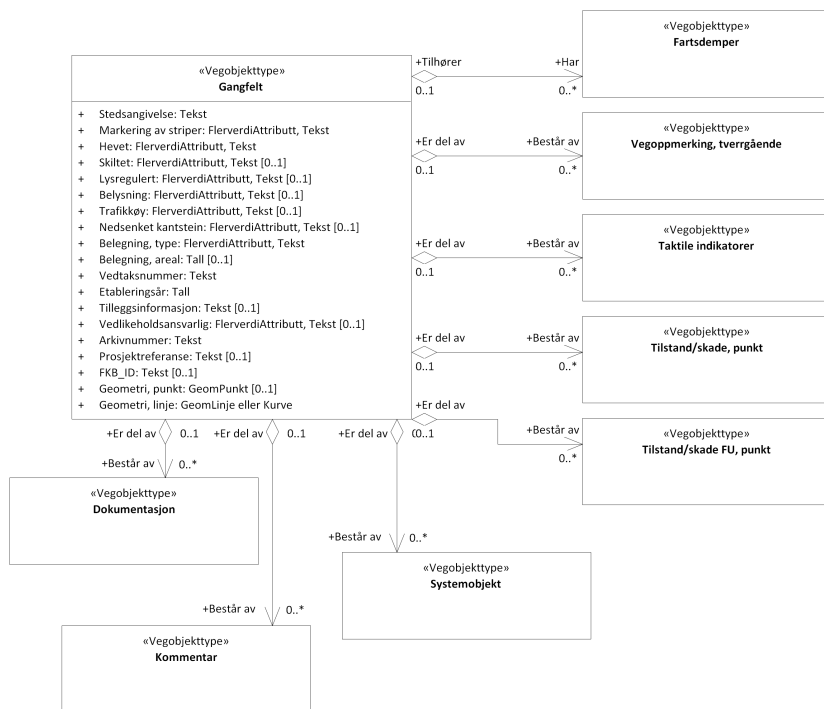 «Vegobjekttype»
Gangfelt
+ Stedsangivelse: Tekst
+ Markering av striper: FlerverdiAttributt, Tekst
+ Hevet: FlerverdiAttributt, Tekst
+ Skiltet: FlerverdiAttributt, Tekst [0..1]
+ Lysregulert: FlerverdiAttributt, Tekst [0..1]
+ Belysning: FlerverdiAttributt, Tekst [0..1]
+ Trafikkøy: FlerverdiAttributt, Tekst [0..1]
+ Nedsenket kantstein: FlerverdiAttributt, Tekst [0..1]
+ Belegning, type: FlerverdiAttributt, Tekst
+ Belegning, areal: Tall [0..1]
+ Vedtaksnummer: Tekst
+ Etableringsår: Tall
+ Tilleggsinformasjon: Tekst [0..1]
+ Vedlikeholdsansvarlig: FlerverdiAttributt, Tekst [0..1]
+ Arkivnummer: Tekst
+ Prosjektreferanse: Tekst [0..1]
+ FKB_ID: Tekst [0..1]
+ Geometri, punkt: GeomPunkt [0..1]
+ Geometri, linje: GeomLinje eller Kurve
+Tilhører +Har
0..1 0..*
«Vegobjekttype»
Fartsdemper
+Er del av +Består av
0..1 0..*
«Vegobjekttype»
Vegoppmerking, tverrgående
+Er del av +Består av
0..1 0..*
«Vegobjekttype»
Taktile indikatorer
+Er del av +Består av
0..1 0..*
«Vegobjekttype»
Tilstand/skade, punkt
+Er del av +Består av
0..1 0..*
«Vegobjekttype»
Tilstand/skade FU, punkt
+Er del av 0..1
+Består av 0..*
«Vegobjekttype»
Dokumentasjon
+Er del av 0..1
+Består av 0..*
«Vegobjekttype»
Kommentar
+Er del av 0..1
+Består av 0..*
«Vegobjekttype»
Systemobjekt